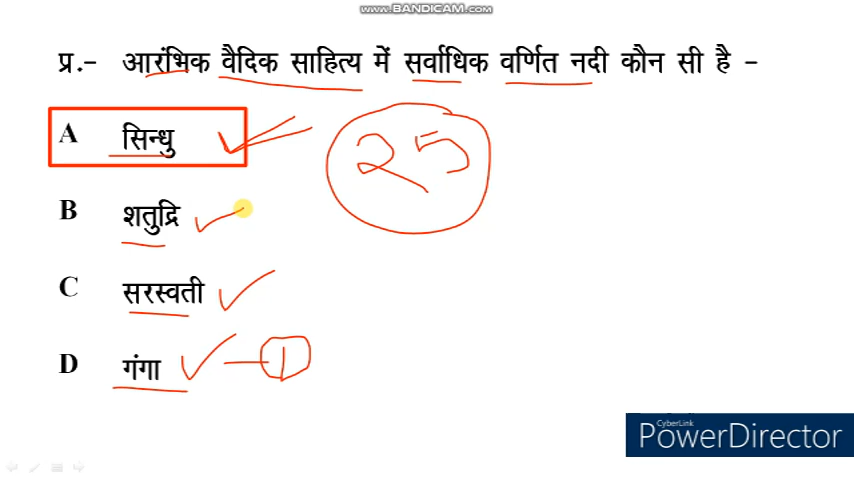 WWW.BANDICAM.COM
प्र.- आरंभिक वैदिक साहित्य में सर्वाधिक वर्णित नदी कौन सी है -
A सिन्धु
25
B शतुद्रि
C सरस्वती
D गंगा 1
CyberLink
PowerDirector